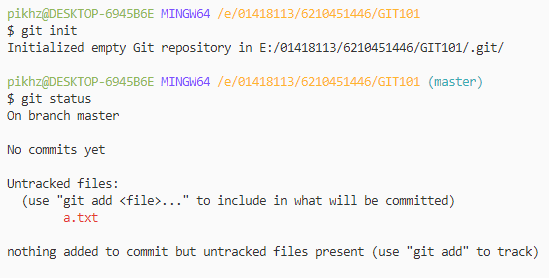 pikhz@DESKTOP-6945B6E MINGW64 /e/01418113/6210451446/GIT101
$ git init
Initialized empty Git repository in E:/01418113/6210451446/GIT101/.git/
pikhz@DESKTOP-6945B6E MINGW64 /e/01418113/6210451446/GIT101 (master)
$ git status
On branch master
No commits yet
Untracked files:
(use "git add <file>..." to include in what will be committed)
a.txt
nothing added to commit but untracked files present (use "git add" to track)